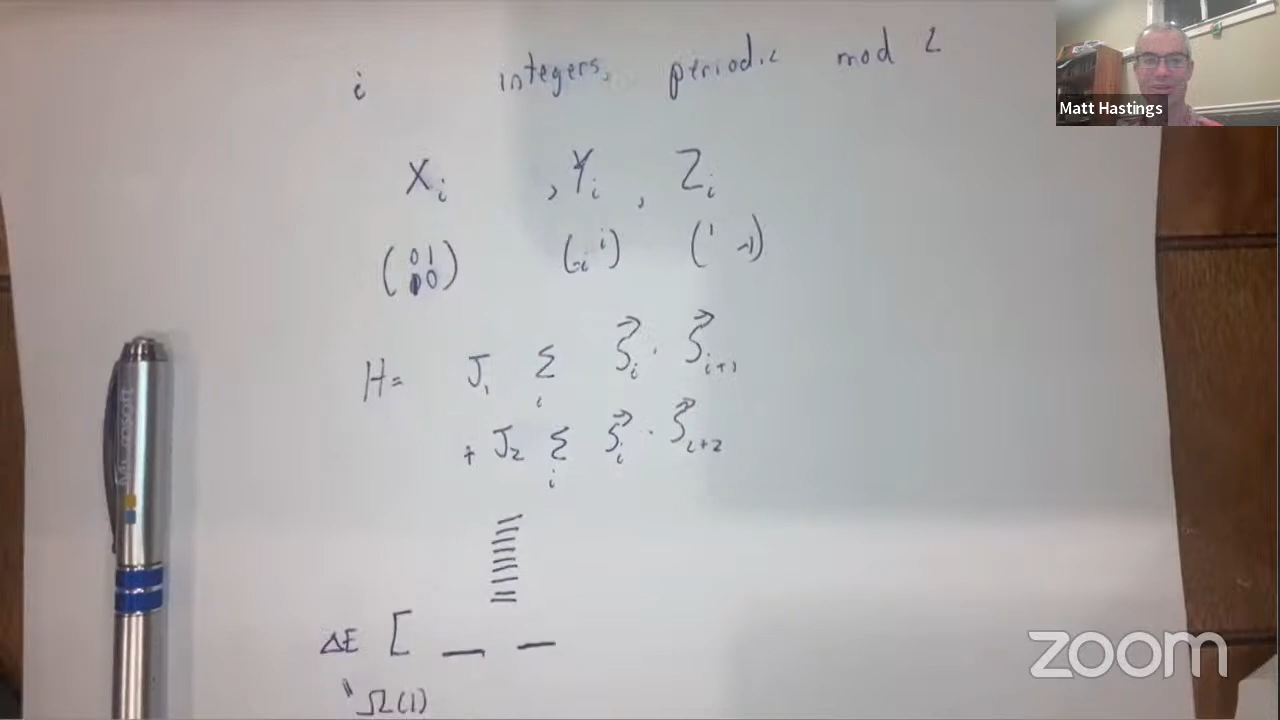 i integers, periodic mod L
Matt Hastings
X_i , Y_i , Z_i
(0 1
1 0) (-i i) (1 -1)
H = J_1 Σ_i S⃗_i · S⃗_{i+1}
+ J_2 Σ_i S⃗_i · S⃗_{i+2}
Microsoft
ΔE [
Ω(1)
zoom